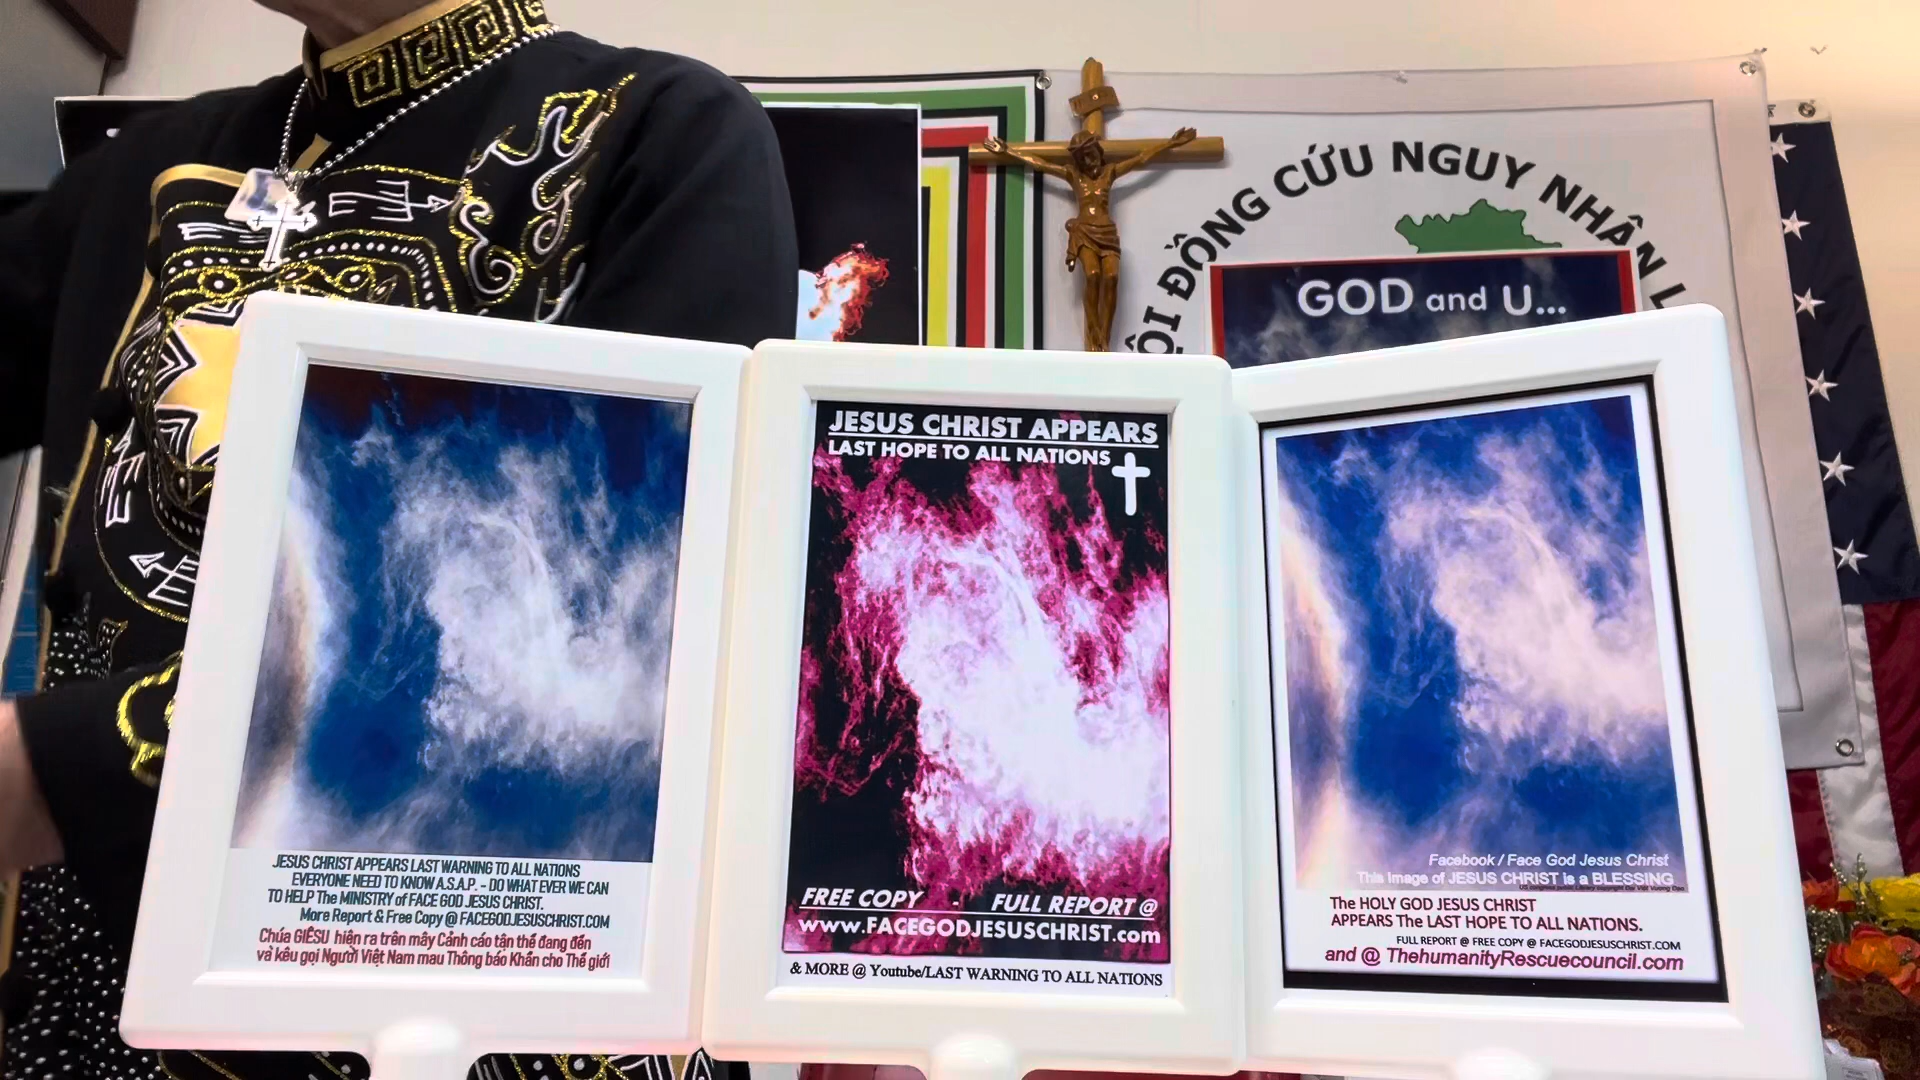 ỘI ĐỒNG CỨU NGUY NHÂN L
GOD and U...
JESUS CHRIST APPEARS LAST WARNING TO ALL NATIONS
EVERYONE NEED TO KNOW A.S.A.P. - DO WHAT EVER WE CAN
TO HELP The MINISTRY of FACE GOD JESUS CHRIST.
More Report & Free Copy @ FACEGODJESUSCHRIST.COM
Chúa GIÊSU hiện ra trên mây Cảnh cáo tận thế đang đến
và kêu gọi Người Việt Nam mau Thông báo Khẩn cho Thế giới
JESUS CHRIST APPEARS
LAST HOPE TO ALL NATIONS
FREE COPY - FULL REPORT @
www.FACEGODJESUSCHRIST.com
& MORE @ Youtube/LAST WARNING TO ALL NATIONS
Facebook / Face God Jesus Christ
This Image of JESUS CHRIST is a BLESSING
The HOLY GOD JESUS CHRIST
APPEARS The LAST HOPE TO ALL NATIONS.
FULL REPORT @ FREE COPY @ FACEGODJESUSCHRIST.COM
and @ ThehumanityRescuecouncil.com